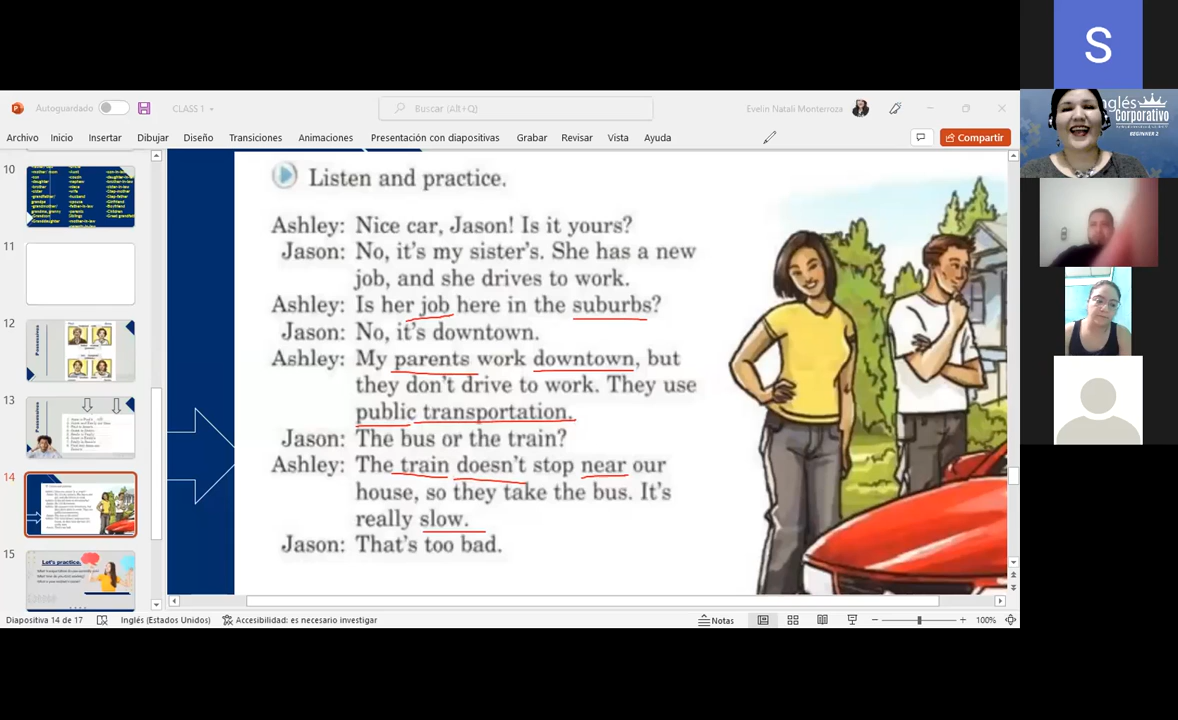 Autoguardado
CLASS 1
Buscar (Alt+Q)
Evelin Natali Monterroza
Archivo Inicio Insertar Dibujar Diseño Transiciones Animaciones Presentación con diapositivas Grabar Revisar Vista Ayuda
Compartir
10
11
12
13
14
15
Let's practice.
Listen and practice.
Ashley: Nice car, Jason! Is it yours?
Jason: No, it's my sister's. She has a new
job, and she drives to work.
Ashley: Is her job here in the suburbs?
Jason: No, it's downtown.
Ashley: My parents work downtown, but
they don't drive to work. They use
public transportation.
Jason: The bus or the train?
Ashley: The train doesn't stop near our
house, so they take the bus. It's
really slow.
Jason: That's too bad.
Diapositiva 14 de 17
Inglés (Estados Unidos)
Accesibilidad: es necesario investigar
Notas
100%
S
Inglés
Corporativo
BEGINNER 2